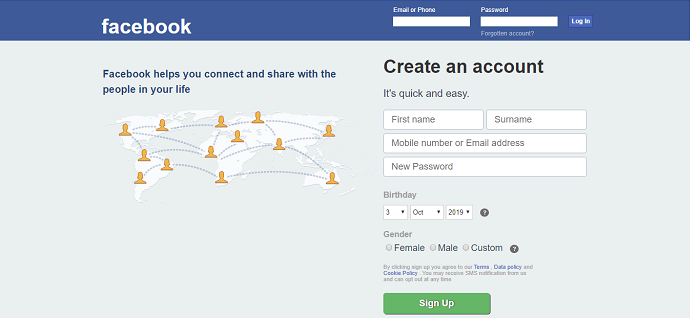 facebook
Email or Phone
Password
Log In
Forgotten account?
Facebook helps you connect and share with the
people in your life
Create an account
It's quick and easy.
First name
Surname
Mobile number or Email address
New Password
Birthday
3
Oct
2019
?
Gender
Female
Male
Custom
?
By clicking sign up you agree to our Terms , Data policy and
Cookie Policy . You may receive SMS notification from us
and can opt out at any time
Sign Up